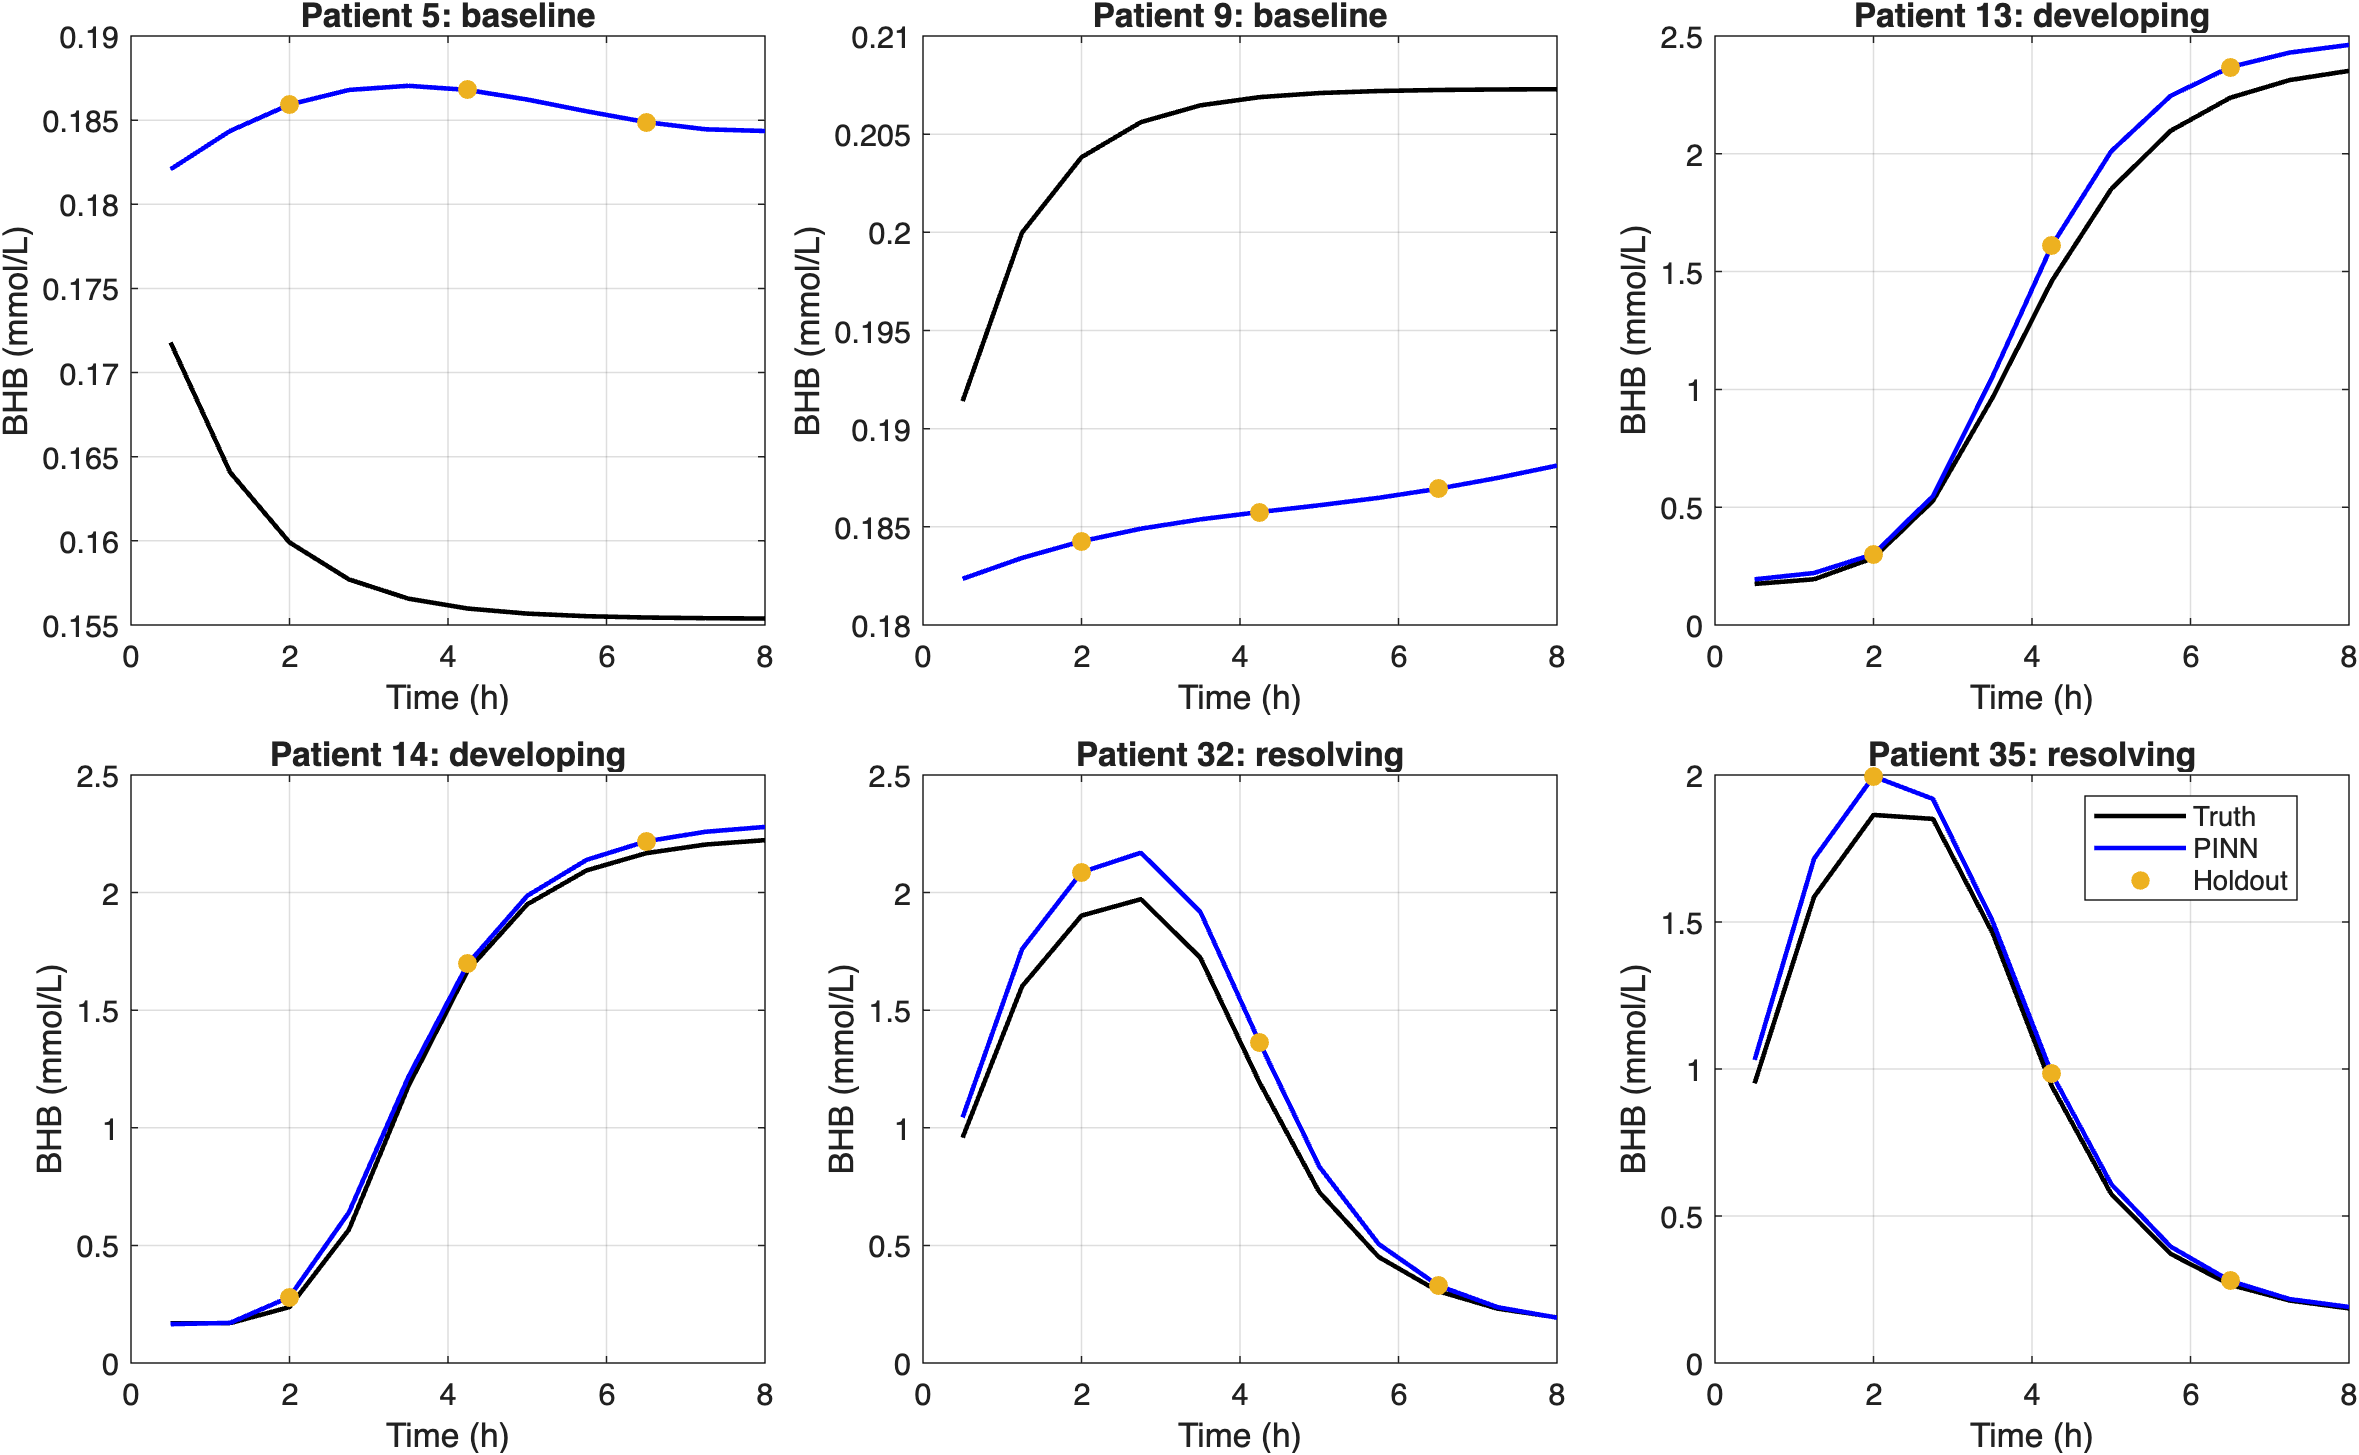 Patient 5: baseline
0.19
0.185
0.18
0.175
0.17
0.165
0.16
0.155
BHB (mmol/L)
0 2 4 6 8
Time (h)
Patient 9: baseline
0.21
0.205
0.2
0.195
0.19
0.185
0.18
BHB (mmol/L)
0 2 4 6 8
Time (h)
Patient 13: developing
2.5
2
1.5
1
0.5
0
BHB (mmol/L)
0 2 4 6 8
Time (h)
Patient 14: developing
2.5
2
1.5
1
0.5
0
BHB (mmol/L)
0 2 4 6 8
Time (h)
Patient 32: resolving
2.5
2
1.5
1
0.5
0
BHB (mmol/L)
0 2 4 6 8
Time (h)
Patient 35: resolving
2
1.5
1
0.5
0
BHB (mmol/L)
0 2 4 6 8
Time (h)
Truth
PINN
Holdout